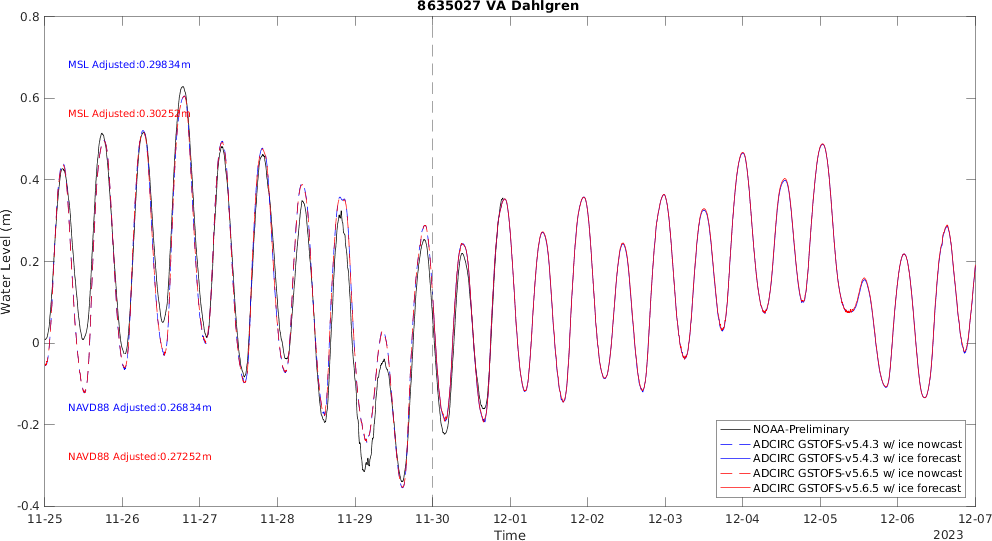 8635027 VA Dahlgren
0.8
0.6
0.4
0.2
0
-0.2
-0.4
Water Level (m)
MSL Adjusted:0.29834m
MSL Adjusted:0.30252m
NAVD88 Adjusted:0.26834m
NAVD88 Adjusted:0.27252m
NOAA-Preliminary
ADCIRC GSTOFS-v5.4.3 w/ ice nowcast
ADCIRC GSTOFS-v5.4.3 w/ ice forecast
ADCIRC GSTOFS-v5.6.5 w/ ice nowcast
ADCIRC GSTOFS-v5.6.5 w/ ice forecast
11-25 11-26 11-27 11-28 11-29 11-30 12-01 12-02 12-03 12-04 12-05 12-06 12-07
Time
2023